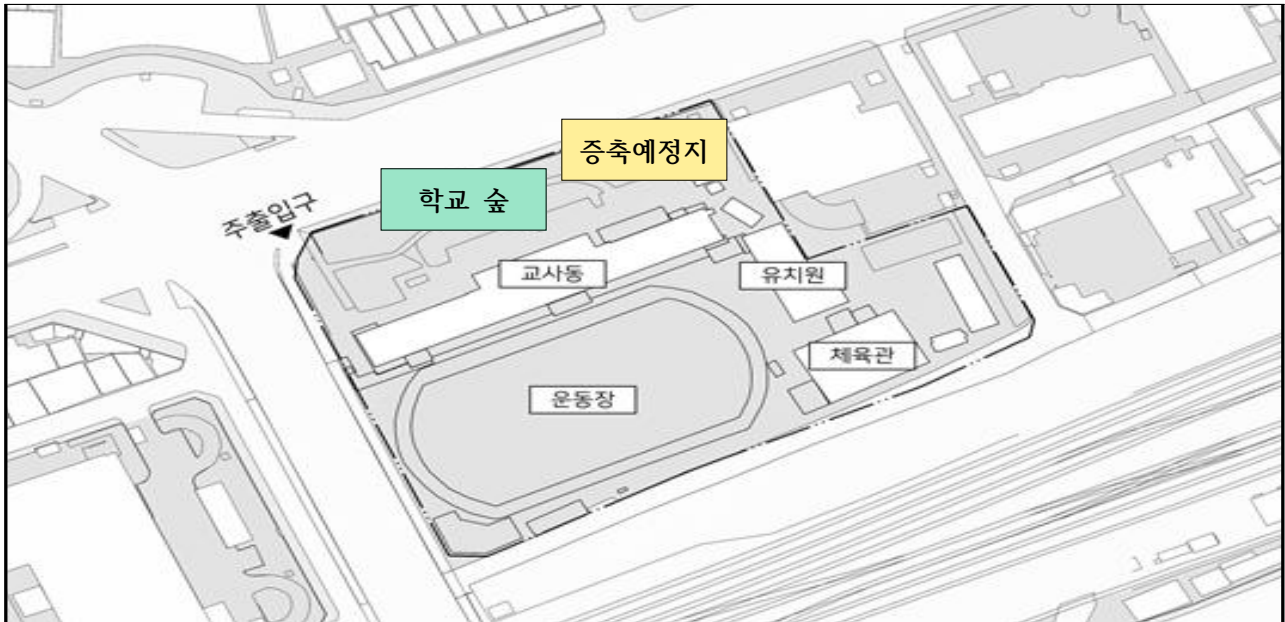 증축예정지
학교 숲
주출입구
교사동
유치원
체육관
운동장